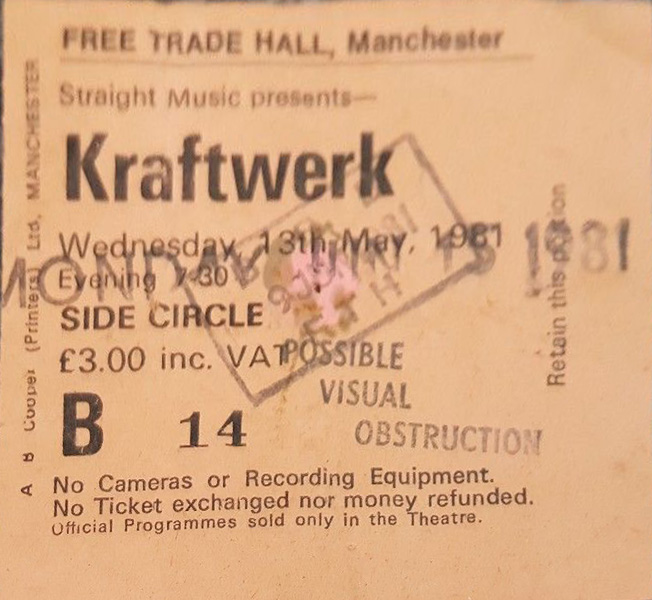 FREE TRADE HALL, Manchester
Straight Music presents—
Kraftwerk
Wednesday, 13th May, 1981
MONDAY
Evening 7-30
SIDE CIRCLE
£3.00 inc. VAT
POSSIBLE
VISUAL
OBSTRUCTION
B 14
No Cameras or Recording Equipment.
No Ticket exchanged nor money refunded.
Official Programmes sold only in the Theatre.
A B Cooper (Printers) Ltd. MANCHESTER
Retain this portion